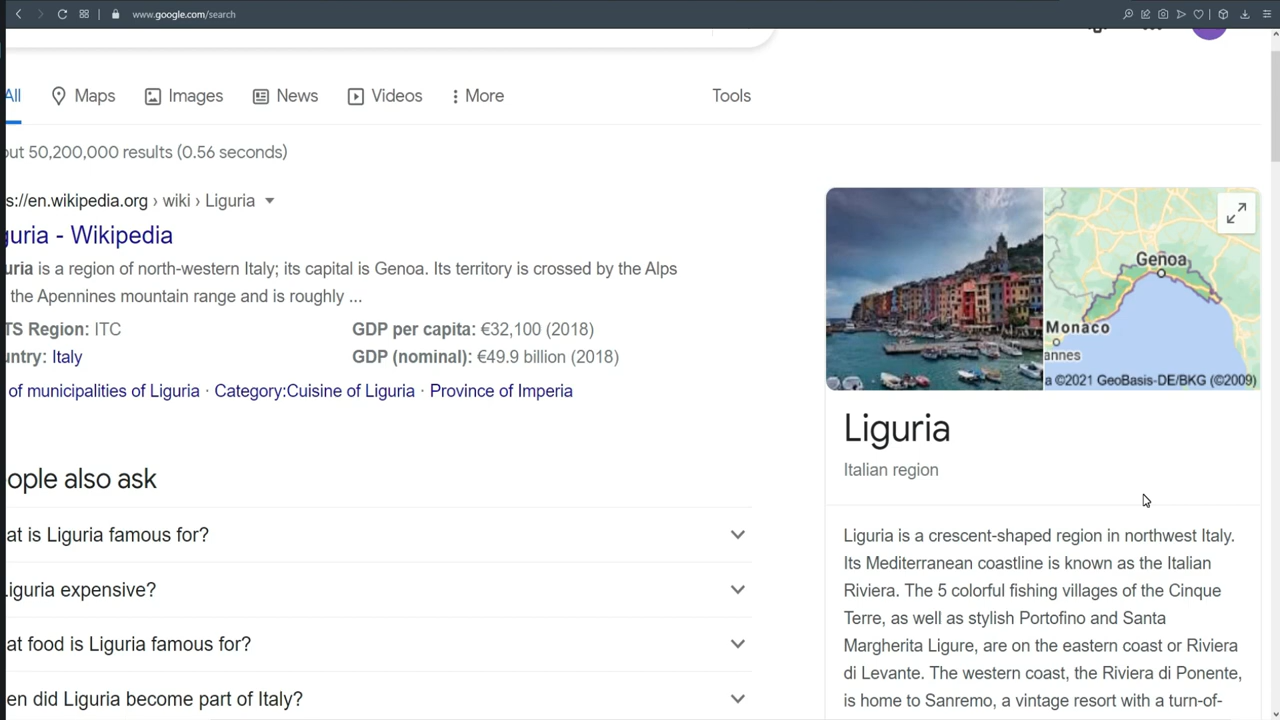 www.google.com/search
All
Maps
Images
News
Videos
More
Tools
out 50,200,000 results (0.56 seconds)
s://en.wikipedia.org › wiki › Liguria
guria - Wikipedia
uria is a region of north-western Italy; its capital is Genoa. Its territory is crossed by the Alps
the Apennines mountain range and is roughly ...
TS Region: ITC
GDP per capita: €32,100 (2018)
untry: Italy
GDP (nominal): €49.9 billion (2018)
of municipalities of Liguria · Category:Cuisine of Liguria · Province of Imperia
ople also ask
at is Liguria famous for?
Liguria expensive?
at food is Liguria famous for?
en did Liguria become part of Italy?
Genoa
Monaco
annes
a ©2021 GeoBasis-DE/BKG (©2009)
Liguria
Italian region
Liguria is a crescent-shaped region in northwest Italy.
Its Mediterranean coastline is known as the Italian
Riviera. The 5 colorful fishing villages of the Cinque
Terre, as well as stylish Portofino and Santa
Margherita Ligure, are on the eastern coast or Riviera
di Levante. The western coast, the Riviera di Ponente,
is home to Sanremo, a vintage resort with a turn-of-